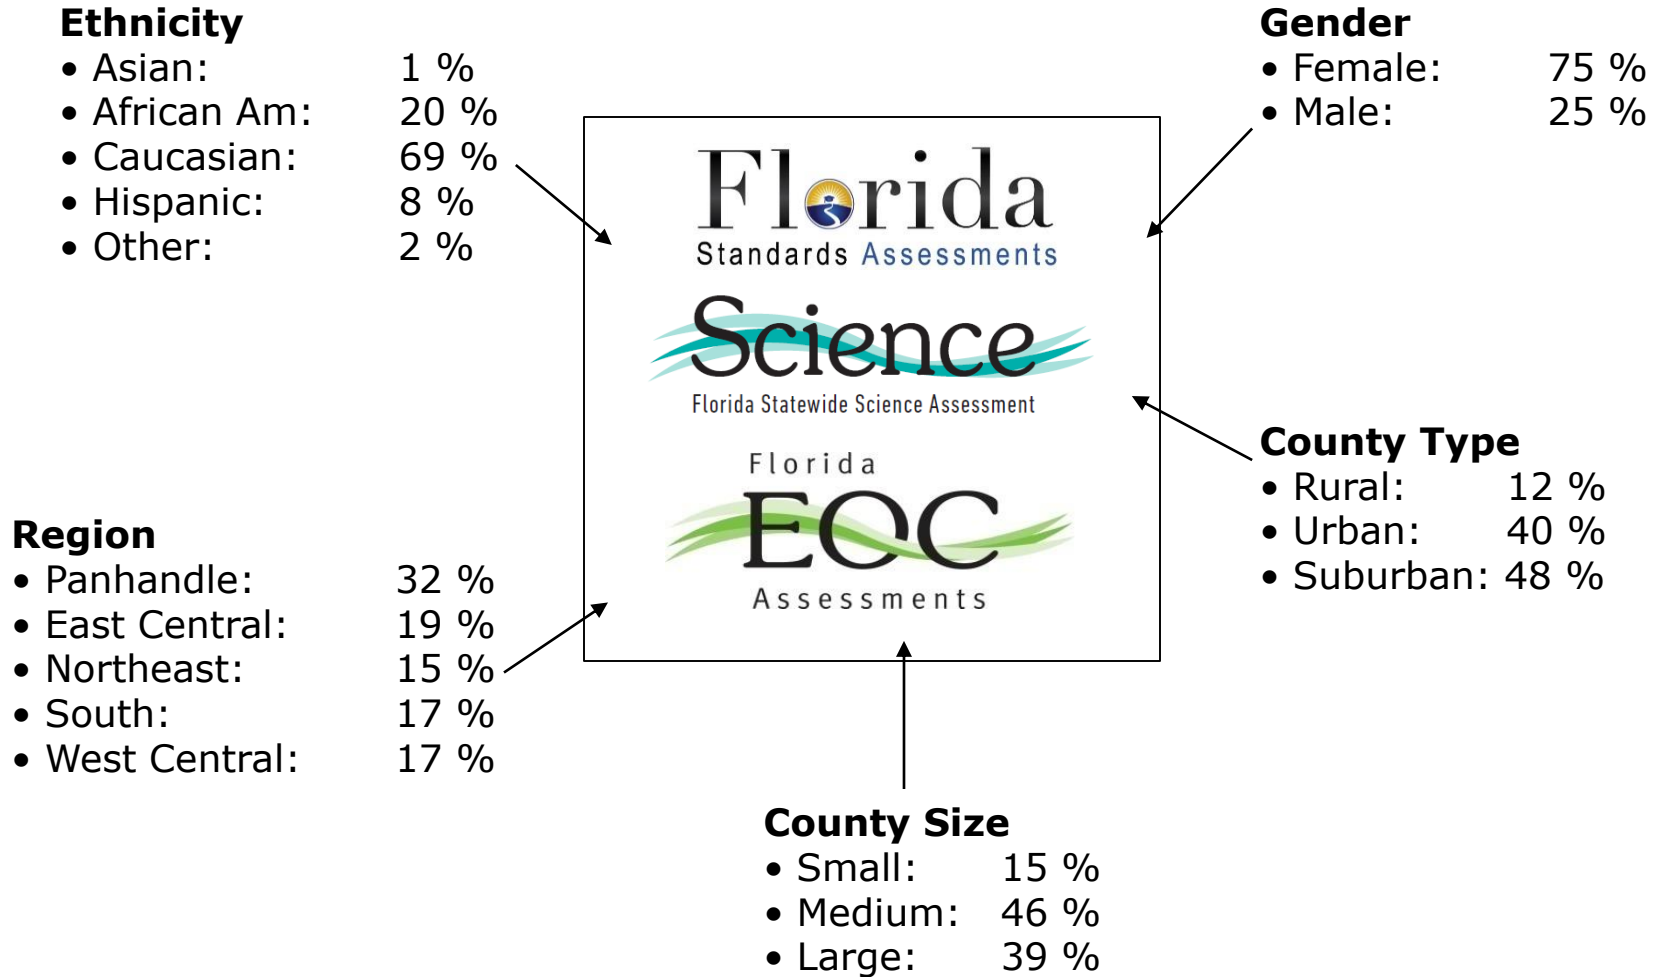 Ethnicity
• Asian: 1 %
• African Am: 20 %
• Caucasian: 69 %
• Hispanic: 8 %
• Other: 2 %
Gender
• Female: 75 %
• Male: 25 %
Florida
Standards Assessments
Science
Florida Statewide Science Assessment
Florida
EOC
Assessments
County Type
• Rural: 12 %
• Urban: 40 %
• Suburban: 48 %
Region
• Panhandle: 32 %
• East Central: 19 %
• Northeast: 15 %
• South: 17 %
• West Central: 17 %
County Size
• Small: 15 %
• Medium: 46 %
• Large: 39 %